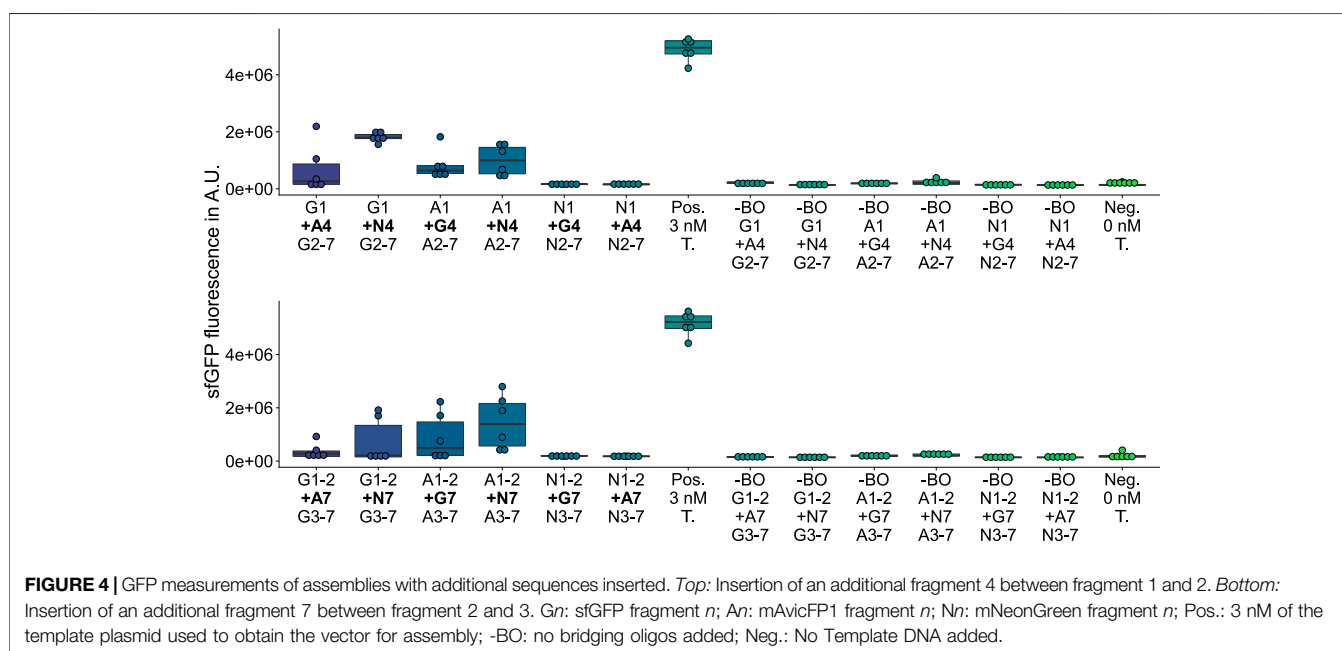 sfGFP fluorescence in A.U.
4e+06
2e+06
0e+00
G1 G1 A1 A1 N1 N1 Pos. -BO -BO -BO -BO -BO -BO Neg.
+A4 +N4 +G4 +N4 +G4 +A4 3 nM G1 G1 A1 A1 N1 N1 0 nM
G2-7 G2-7 A2-7 A2-7 N2-7 N2-7 T. +A4 +N4 +G4 +N4 +G4 +A4 T.
G2-7 G2-7 A2-7 A2-7 N2-7 N2-7
4e+06
2e+06
0e+00
G1-2 G1-2 A1-2 A1-2 N1-2 N1-2 Pos. -BO -BO -BO -BO -BO -BO Neg.
+A7 +N7 +G7 +N7 +G7 +A7 3 nM G1-2 G1-2 A1-2 A1-2 N1-2 N1-2 0 nM
G3-7 G3-7 A3-7 A3-7 N3-7 N3-7 T. +A7 +N7 +G7 +N7 +G7 +A7 T.
G3-7 G3-7 A3-7 A3-7 N3-7 N3-7
FIGURE 4 | GFP measurements of assemblies with additional sequences inserted. Top: Insertion of an additional fragment 4 between fragment 1 and 2. Bottom:
Insertion of an additional fragment 7 between fragment 2 and 3. Gn: sfGFP fragment n; An: mAvicFP1 fragment n; Nn: mNeonGreen fragment n; Pos.: 3 nM of the
template plasmid used to obtain the vector for assembly; -BO: no bridging oligos added; Neg.: No Template DNA added.